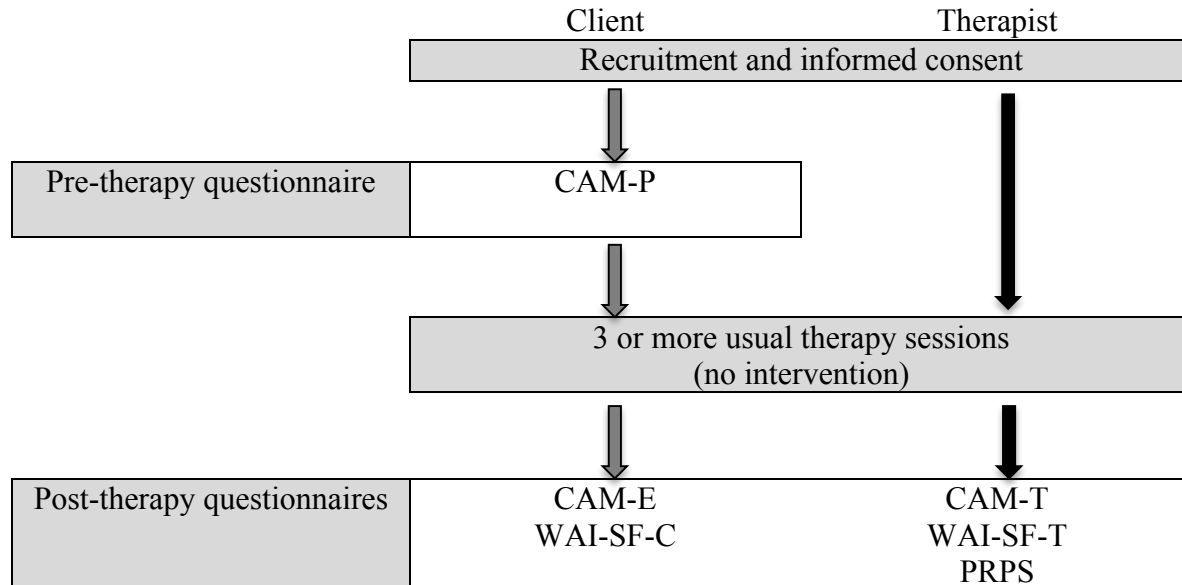 Client Therapist
Recruitment and informed consent
Pre-therapy questionnaire CAM-P
3 or more usual therapy sessions
(no intervention)
Post-therapy questionnaires CAM-E CAM-T
WAI-SF-C WAI-SF-T
PRPS